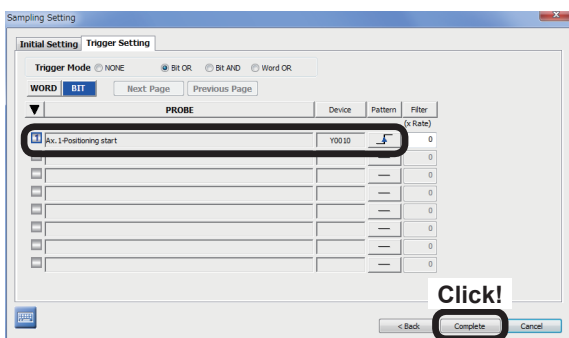 Sampling Setting
Initial Setting Trigger Setting
Trigger Mode NONE Bit OR Bit AND Word OR
WORD BIT Next Page Previous Page
▼ PROBE Device Pattern Filter
(x Rate)
1 Ax. 1-Positioning start Y0010 0
0
0
0
0
0
0
0
Click!
< Back Complete Cancel